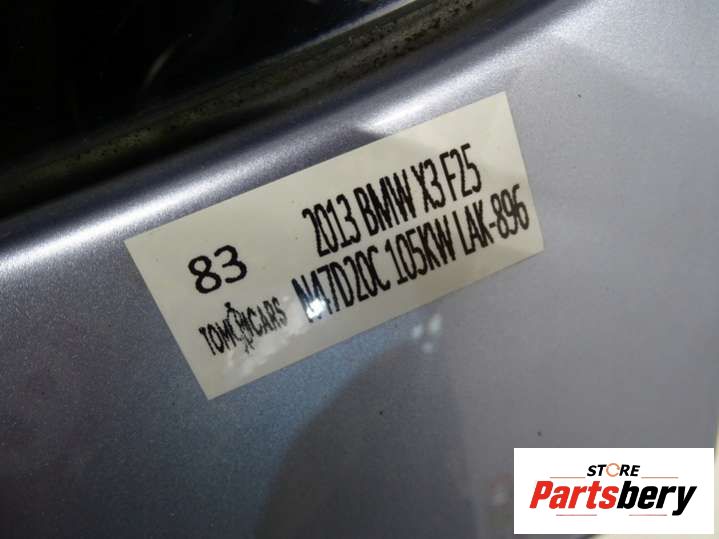 83
2013 BMW X3 F25
N47D20C 105KW LAK-896
TOM CARS
STORE
Partsbery